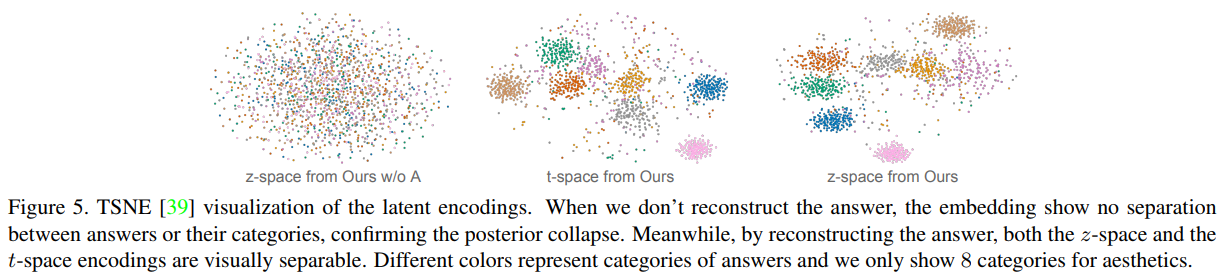 z-space from Ours w/o A
t-space from Ours
z-space from Ours
Figure 5. TSNE [39] visualization of the latent encodings. When we don't reconstruct the answer, the embedding show no separation
between answers or their categories, confirming the posterior collapse. Meanwhile, by reconstructing the answer, both the z-space and the
t-space encodings are visually separable. Different colors represent categories of answers and we only show 8 categories for aesthetics.